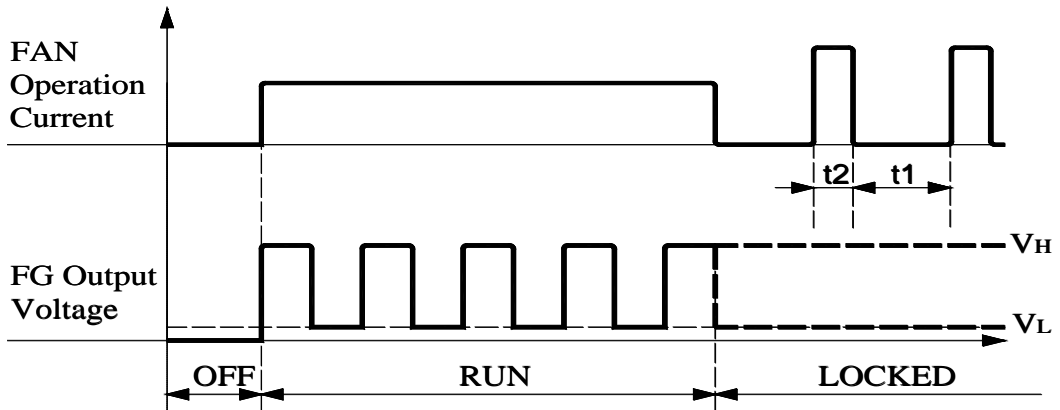 FAN
Operation
Current
t2
t1
FG Output
Voltage
VH
VL
OFF
RUN
LOCKED